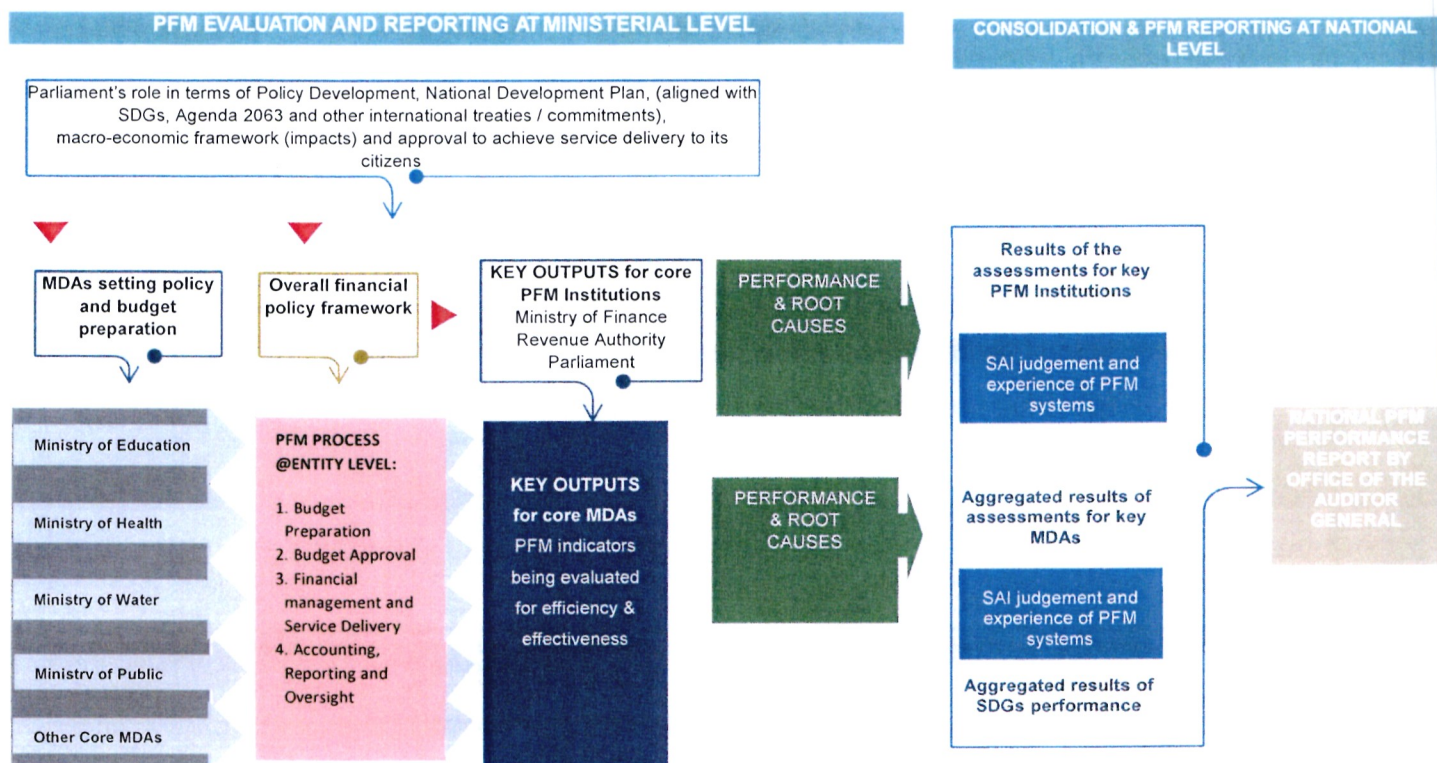 PFM EVALUATION AND REPORTING AT MINISTERIAL LEVEL
CONSOLIDATION & PFM REPORTING AT NATIONAL
LEVEL
Parliament's role in terms of Policy Development, National Development Plan, (aligned with
SDGs, Agenda 2063 and other international treaties / commitments),
macro-economic framework (impacts) and approval to achieve service delivery to its
citizens
MDAs setting policy
and budget
preparation
Overall financial
policy framework
KEY OUTPUTS for core
PFM Institutions
Ministry of Finance
Revenue Authority
Parliament
PERFORMANCE
& ROOT
CAUSES
Results of the
assessments for key
PFM Institutions
SAI judgement and
experience of PFM
systems
Ministry of Education
Ministry of Health
Ministry of Water
Ministry of Public
Other Core MDAs
PFM PROCESS
@ENTITY LEVEL:
1. Budget
Preparation
2. Budget Approval
3. Financial
management and
Service Delivery
4. Accounting,
Reporting and
Oversight
KEY OUTPUTS
for core MDAs
PFM indicators
being evaluated
for efficiency &
effectiveness
PERFORMANCE
& ROOT
CAUSES
Aggregated results of
assessments for key
MDAs
SAI judgement and
experience of PFM
systems
Aggregated results of
SDGs performance
NATIONAL PFM
PERFORMANCE
REPORT BY
OFFICE OF THE
AUDITOR
GENERAL